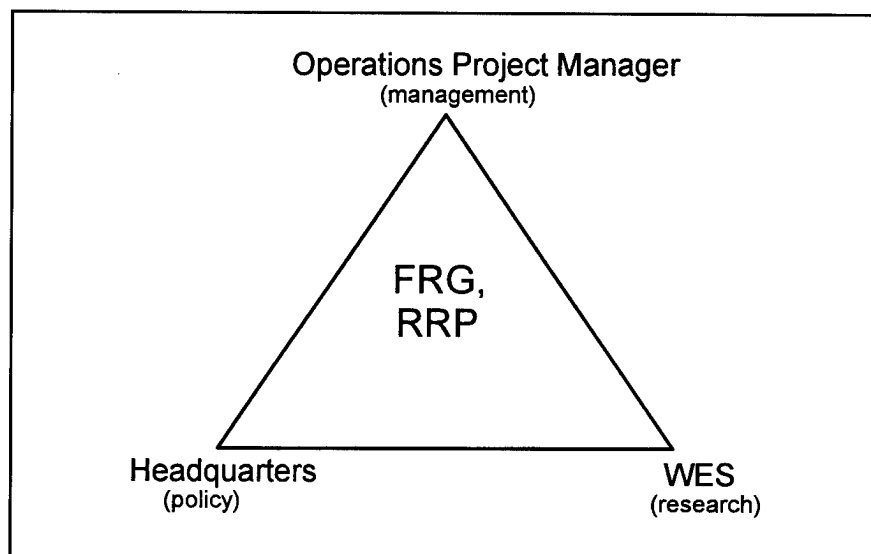 Operations Project Manager
(management)
FRG,
RRP
Headquarters
(policy)
WES
(research)